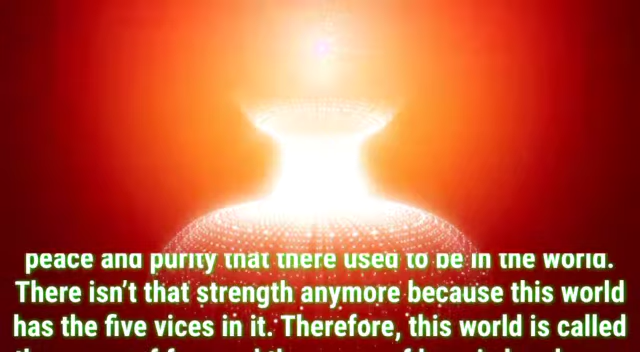 peace and purity that there used to be in the world.
There isn’t that strength anymore because this world
has the five vices in it. Therefore, this world is called